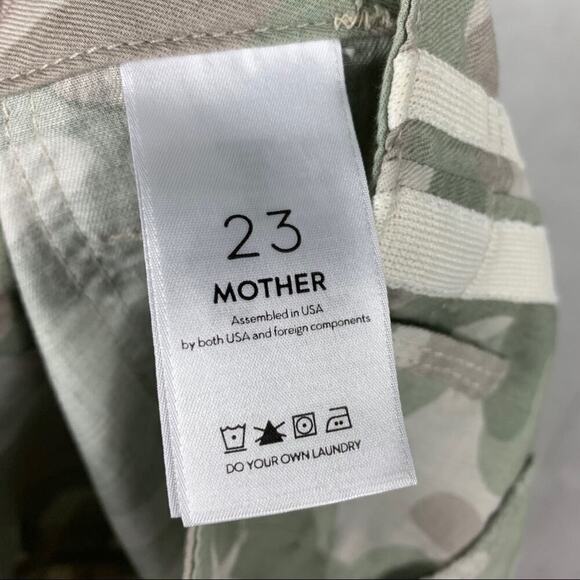 23
MOTHER
Assembled in USA
by both USA and foreign components
DO YOUR OWN LAUNDRY